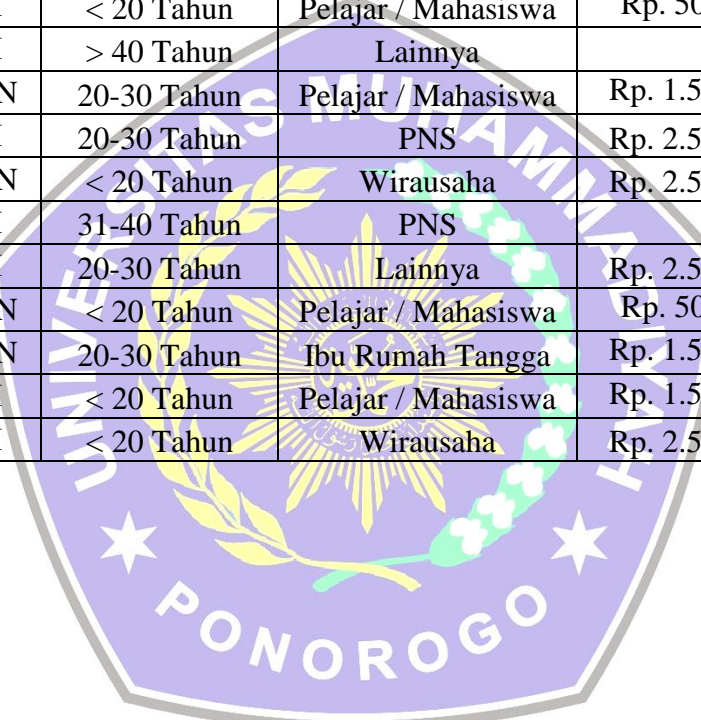 < 20 Tahun Pelajar / Mahasiswa Rp. 50
> 40 Tahun Lainnya
N 20-30 Tahun Pelajar / Mahasiswa Rp. 1.5
20-30 Tahun PNS Rp. 2.5
N < 20 Tahun Wirausaha Rp. 2.5
31-40 Tahun PNS
20-30 Tahun Lainnya Rp. 2.5
N < 20 Tahun Pelajar / Mahasiswa Rp. 50
N 20-30 Tahun Ibu Rumah Tangga Rp. 1.5
< 20 Tahun Pelajar / Mahasiswa Rp. 1.5
< 20 Tahun Wirausaha Rp. 2.5
UNIVERSITAS MUHAMMADIYAH
PONOROGO